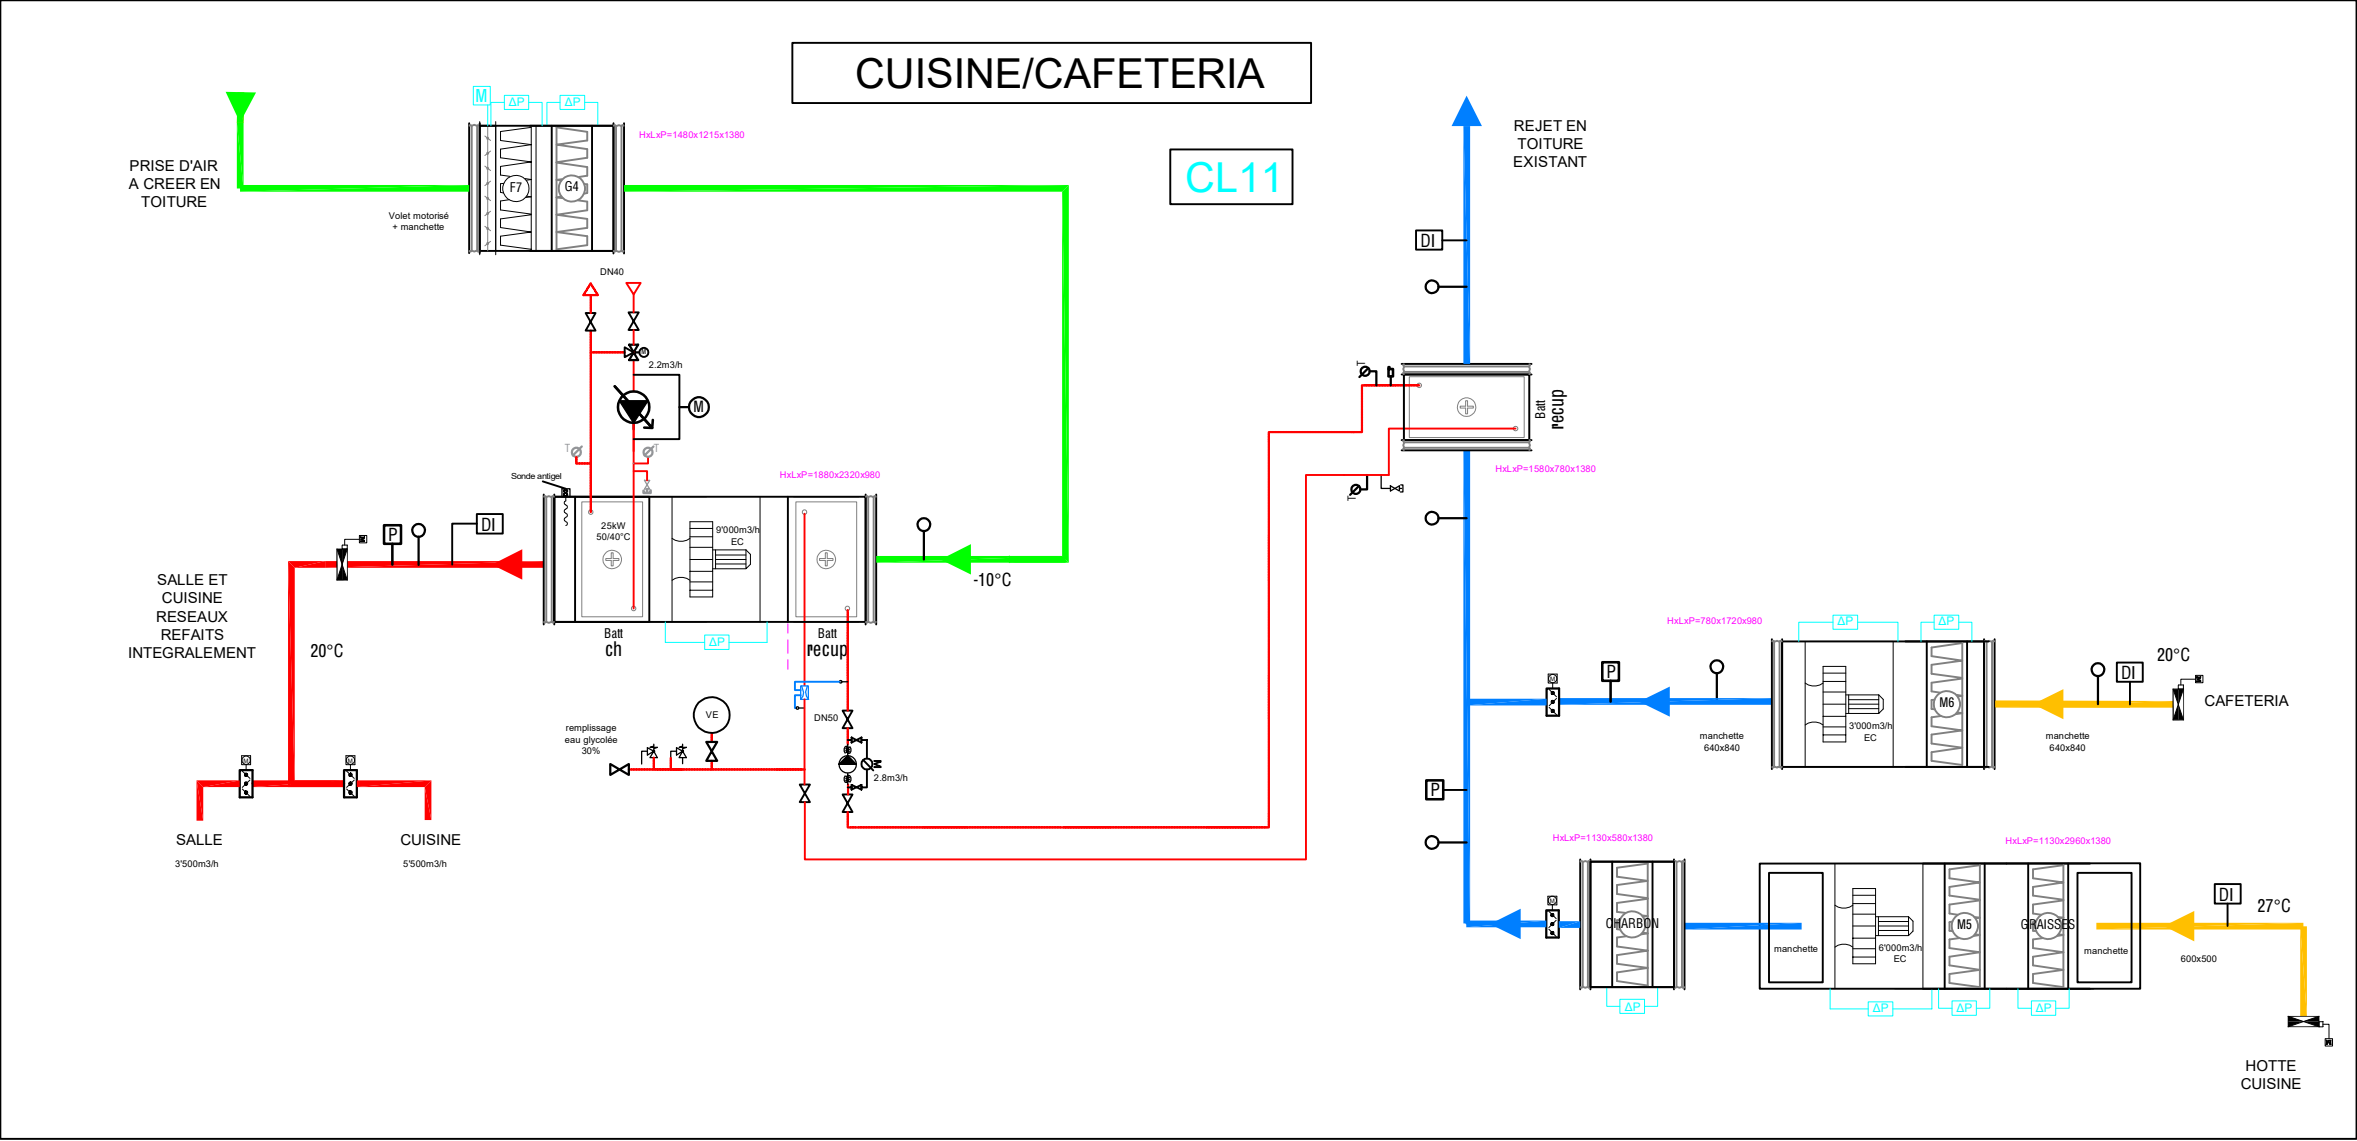 CUISINE/CAFETERIA
CL11
PRISE D'AIR
A CREER EN
TOITURE
M
ΔP
ΔP
HxLxP=1480x1215x1380
F7
G4
Volet motorisé
+ manchette
DN40
2.2m3/h
M
T
T
Sonde antigel
HxLxP=1880x2320x980
25kW
50/40°C
9'000m3/h
EC
P
DI
-10°C
Batt
ch
ΔP
Batt
recup
SALLE ET
CUISINE
RESEAUX
REFAITS
INTEGRALEMENT
20°C
remplissage
eau glycolée
30%
VE
DN50
M
2.8m3/h
M
M
SALLE
3'500m3/h
CUISINE
5'500m3/h
REJET EN
TOITURE
EXISTANT
DI
T
Batt
recup
T
HxLxP=1580x780x1380
HxLxP=780x1720x980
ΔP
ΔP
M
P
manchette
640x840
3'000m3/h
EC
M6
DI
20°C
manchette
640x840
CAFETERIA
P
HxLxP=1130x580x1380
HxLxP=1130x2960x1380
M
CHARBON
ΔP
manchette
6'000m3/h
EC
M5
GRAISSES
manchette
ΔP
ΔP
ΔP
DI
27°C
600x500
HOTTE
CUISINE